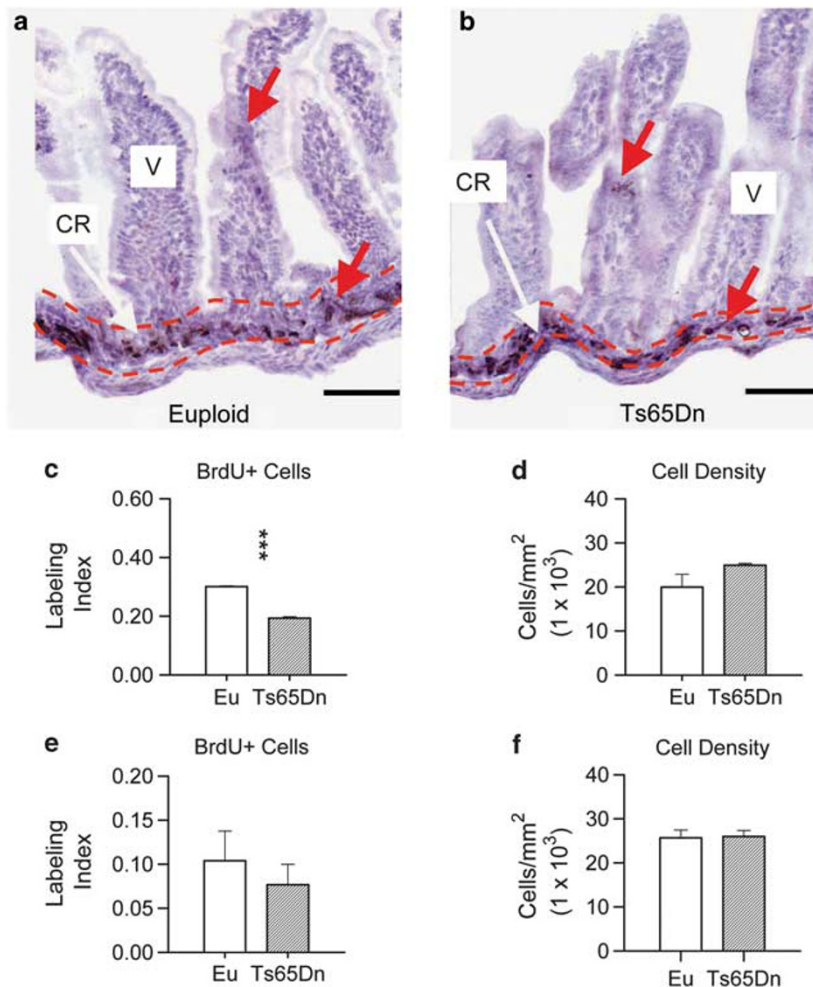 a
b
V
CR
CR
V
Euploid
Ts65Dn
c
BrdU+ Cells
Labeling
Index
0.60
0.40
0.20
0.00
***
Eu
Ts65Dn
d
Cell Density
Cells/mm²
(1 x 10³)
40
30
20
10
0
Eu
Ts65Dn
e
BrdU+ Cells
Labeling
Index
0.20
0.15
0.10
0.05
0.00
Eu
Ts65Dn
f
Cell Density
Cells/mm²
(1 x 10³)
40
30
20
10
0
Eu
Ts65Dn